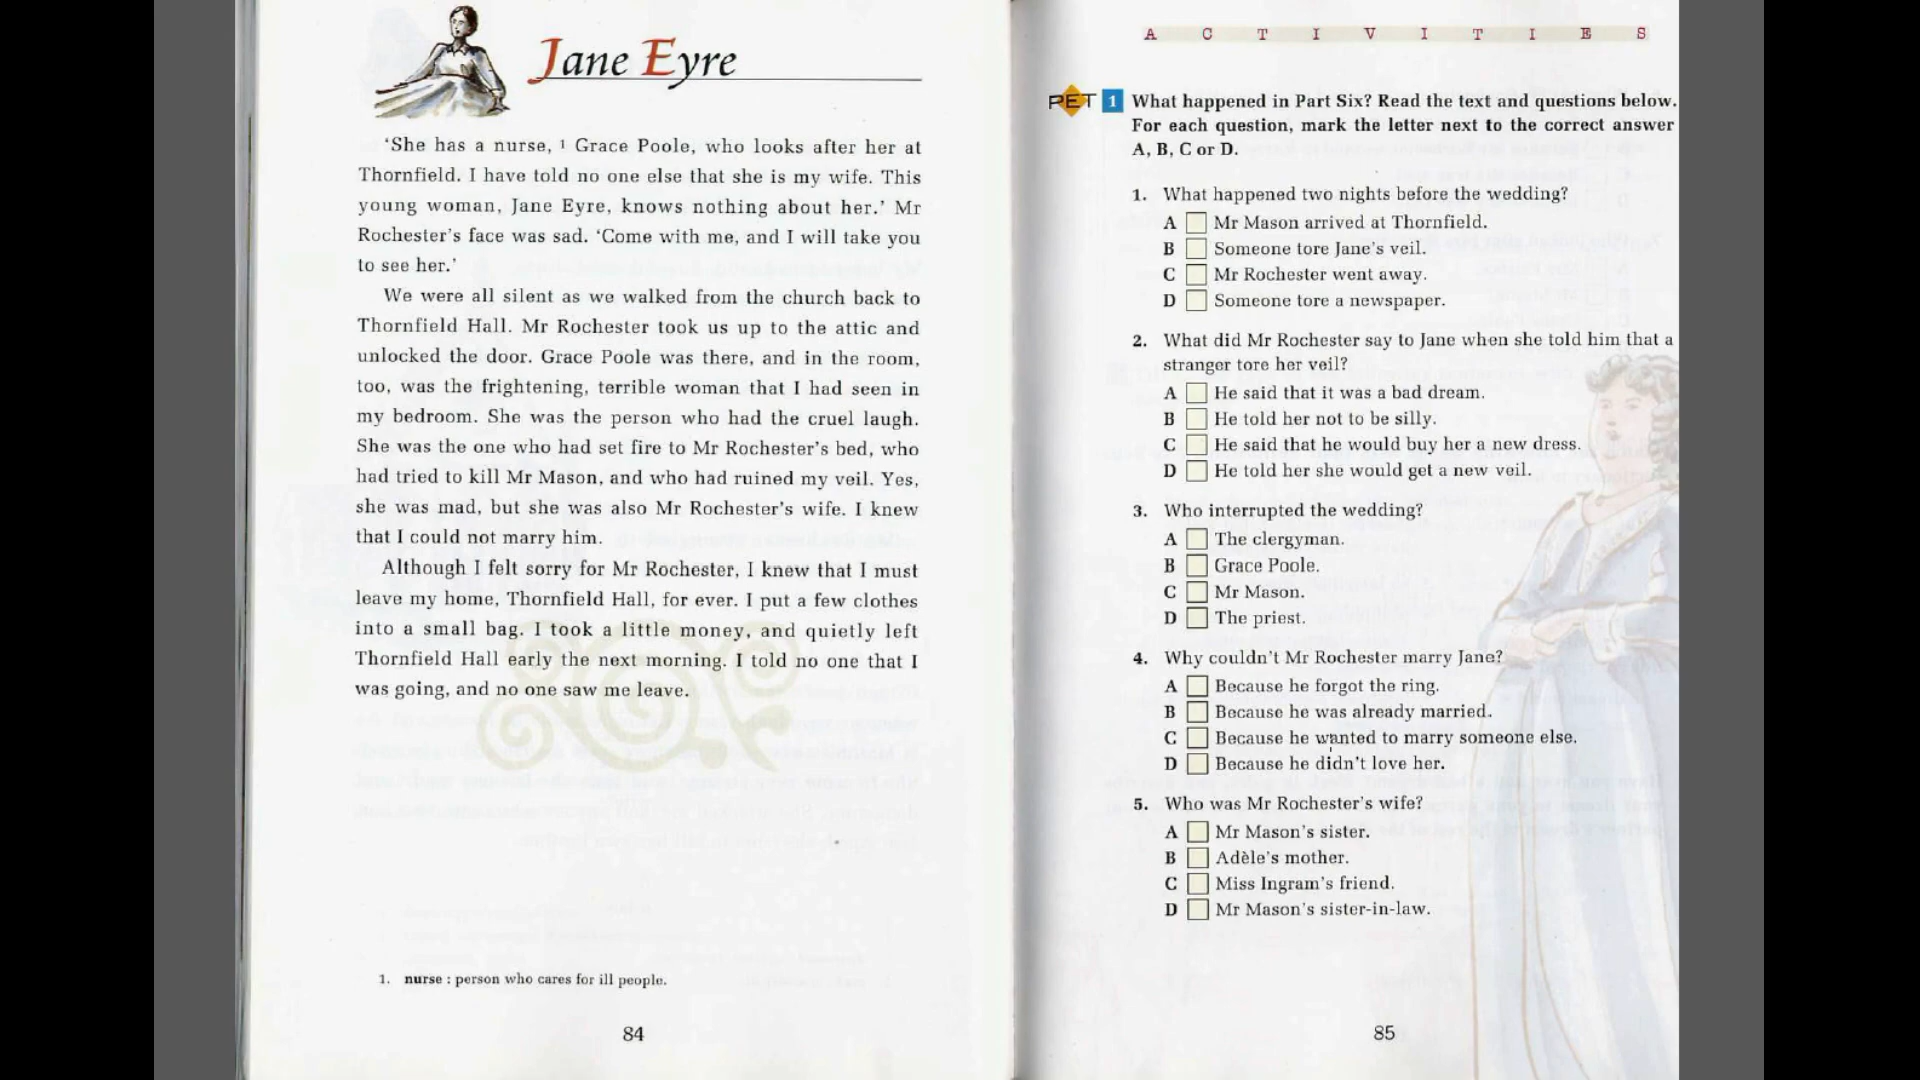 Jane Eyre
‘She has a nurse, 1 Grace Poole, who looks after her at
Thornfield. I have told no one else that she is my wife. This
young woman, Jane Eyre, knows nothing about her.’ Mr
Rochester’s face was sad. ‘Come with me, and I will take you
to see her.’
We were all silent as we walked from the church back to
Thornfield Hall. Mr Rochester took us up to the attic and
unlocked the door. Grace Poole was there, and in the room,
too, was the frightening, terrible woman that I had seen in
my bedroom. She was the person who had the cruel laugh.
She was the one who had set fire to Mr Rochester’s bed, who
had tried to kill Mr Mason, and who had ruined my veil. Yes,
she was mad, but she was also Mr Rochester’s wife. I knew
that I could not marry him.
Although I felt sorry for Mr Rochester, I knew that I must
leave my home, Thornfield Hall, for ever. I put a few clothes
into a small bag. I took a little money, and quietly left
Thornfield Hall early the next morning. I told no one that I
was going, and no one saw me leave.
1. nurse : person who cares for ill people.
84
A C T I V I T I E S
PET 1 What happened in Part Six? Read the text and questions below.
For each question, mark the letter next to the correct answer
A, B, C or D.
1. What happened two nights before the wedding?
A Mr Mason arrived at Thornfield.
B Someone tore Jane’s veil.
C Mr Rochester went away.
D Someone tore a newspaper.
2. What did Mr Rochester say to Jane when she told him that a
stranger tore her veil?
A He said that it was a bad dream.
B He told her not to be silly.
C He said that he would buy her a new dress.
D He told her she would get a new veil.
3. Who interrupted the wedding?
A The clergyman.
B Grace Poole.
C Mr Mason.
D The priest.
4. Why couldn’t Mr Rochester marry Jane?
A Because he forgot the ring.
B Because he was already married.
C Because he wanted to marry someone else.
D Because he didn’t love her.
5. Who was Mr Rochester’s wife?
A Mr Mason’s sister.
B Adèle’s mother.
C Miss Ingram’s friend.
D Mr Mason’s sister-in-law.
85